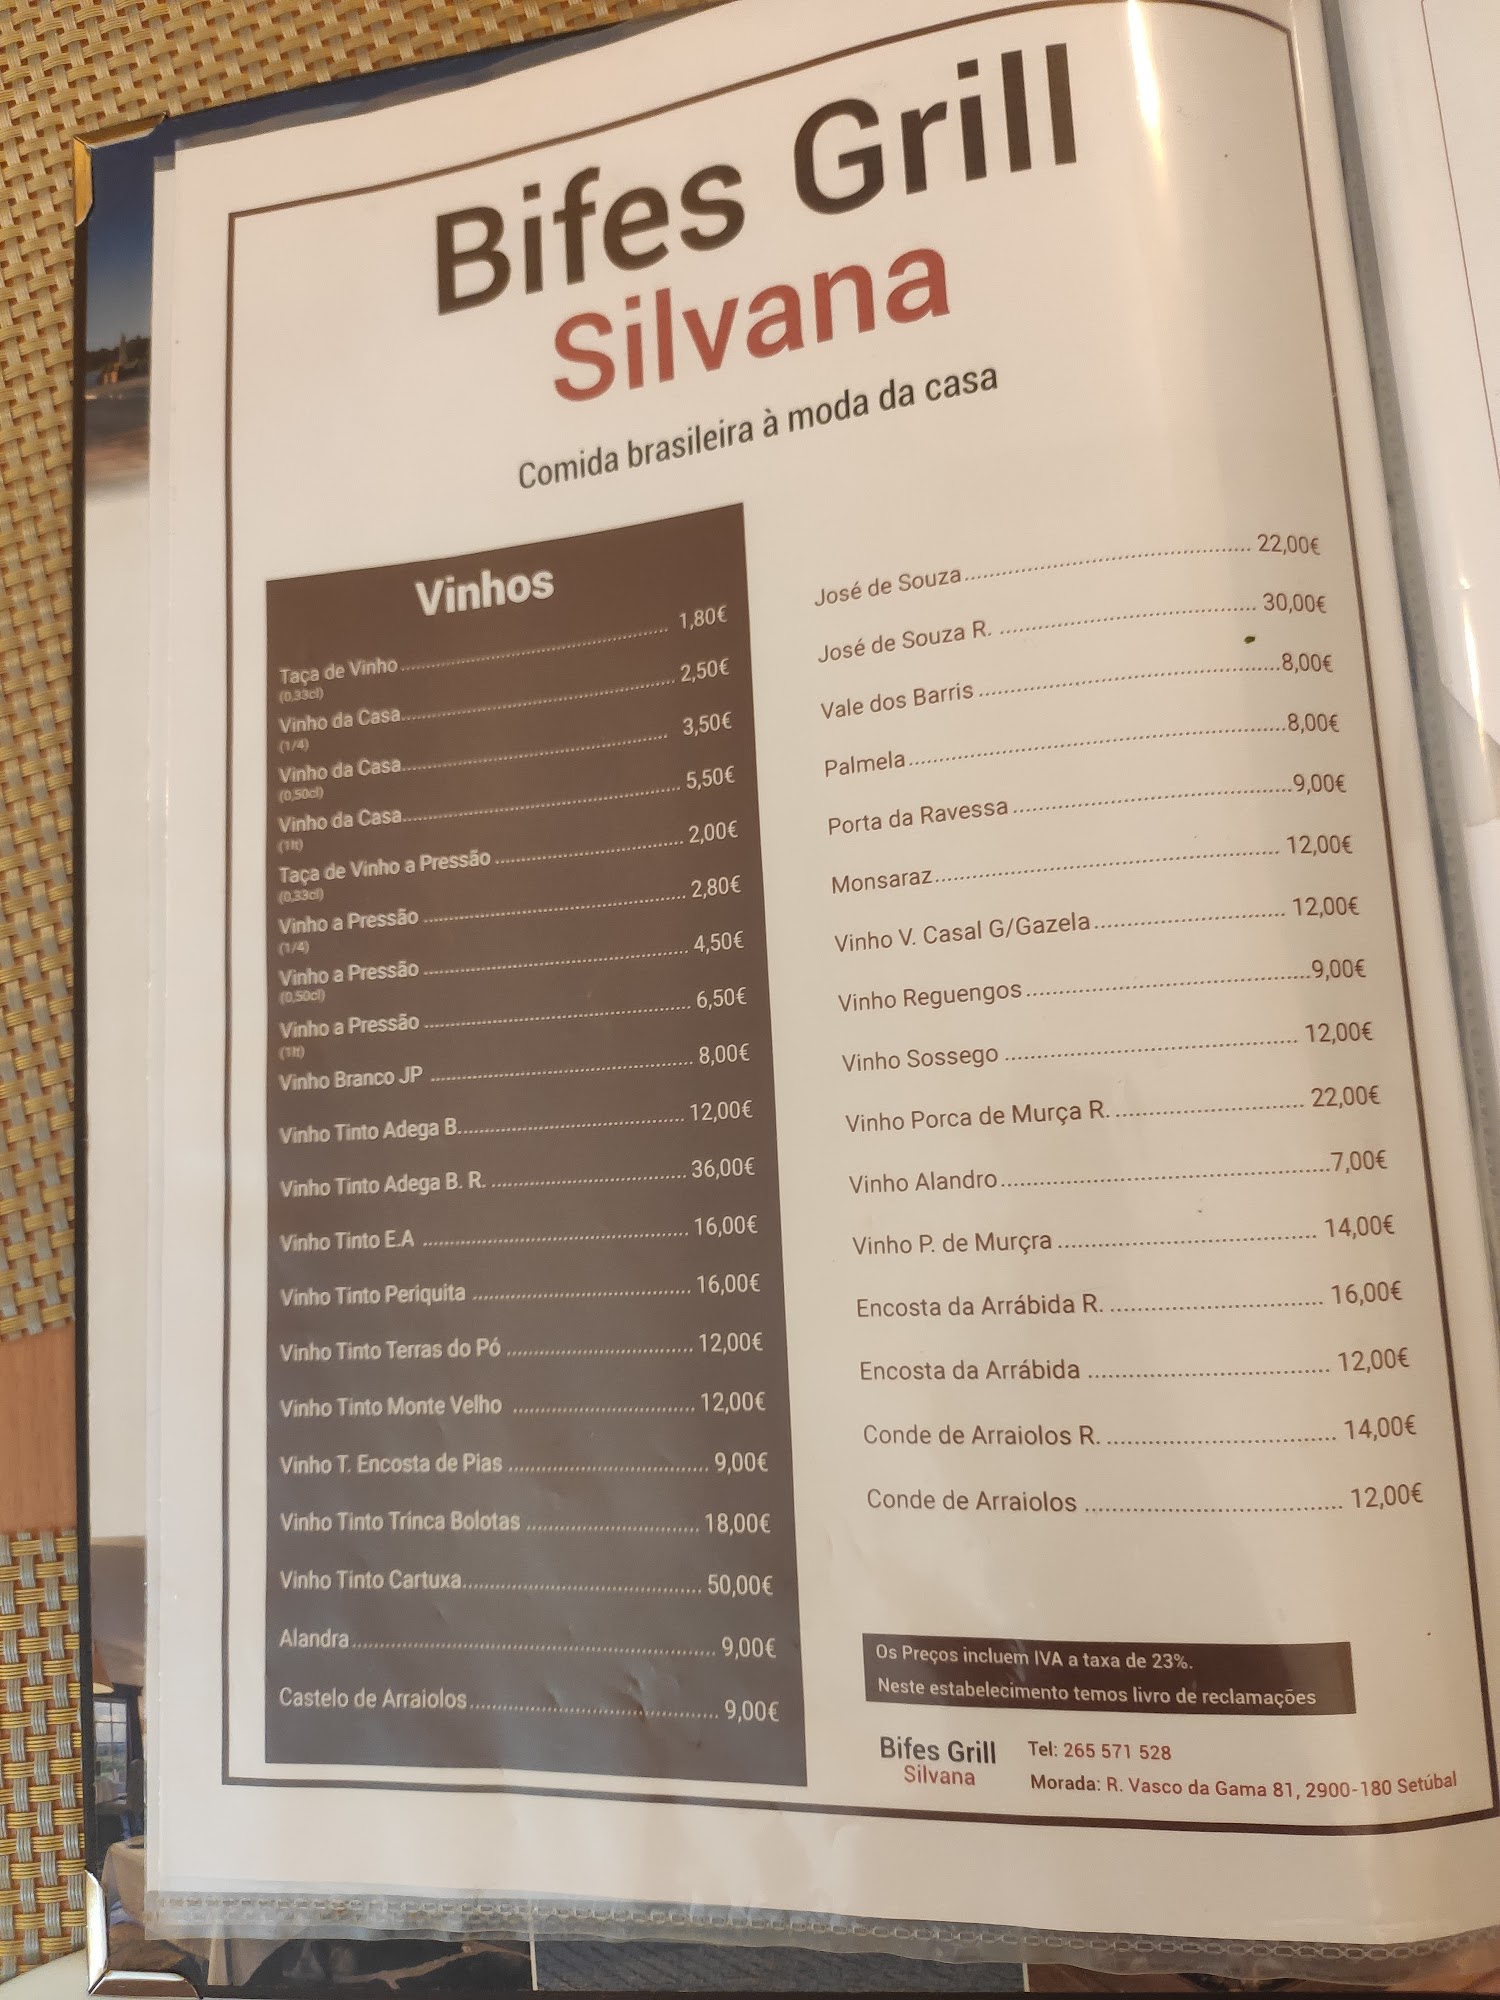 Bifes Grill
Silvana
Comida brasileira à moda da casa
Vinhos
Taça de Vinho 1,80€
(0,33cl)
Vinho da Casa 2,50€
(1/4)
Vinho da Casa 3,50€
(0,50cl)
Vinho da Casa 5,50€
(1lt)
Taça de Vinho a Pressão 2,00€
(0,33cl)
Vinho a Pressão 2,80€
(1/4)
Vinho a Pressão 4,50€
(0,50cl)
Vinho a Pressão 6,50€
(1lt)
Vinho Branco JP 8,00€
Vinho Tinto Adega B. 12,00€
Vinho Tinto Adega B. R. 36,00€
Vinho Tinto E.A 16,00€
Vinho Tinto Periquita 16,00€
Vinho Tinto Terras do Pó 12,00€
Vinho Tinto Monte Velho 12,00€
Vinho T. Encosta de Pias 9,00€
Vinho Tinto Trinca Bolotas 18,00€
Vinho Tinto Cartuxa 50,00€
Alandra 9,00€
Castelo de Arraiolos 9,00€
José de Souza 22,00€
José de Souza R. 30,00€
Vale dos Barris 8,00€
Palmela 8,00€
Porta da Ravessa 9,00€
Monsaraz 12,00€
Vinho V. Casal G/Gazela 12,00€
Vinho Reguengos 9,00€
Vinho Sossego 12,00€
Vinho Porca de Murça R. 22,00€
Vinho Alandro 7,00€
Vinho P. de Murçra 14,00€
Encosta da Arrábida R. 16,00€
Encosta da Arrábida 12,00€
Conde de Arraiolos R. 14,00€
Conde de Arraiolos 12,00€
Os Preços incluem IVA a taxa de 23%.
Neste estabelecimento temos livro de reclamações
Bifes Grill
Silvana
Tel: 265 571 528
Morada: R. Vasco da Gama 81, 2900-180 Setúbal